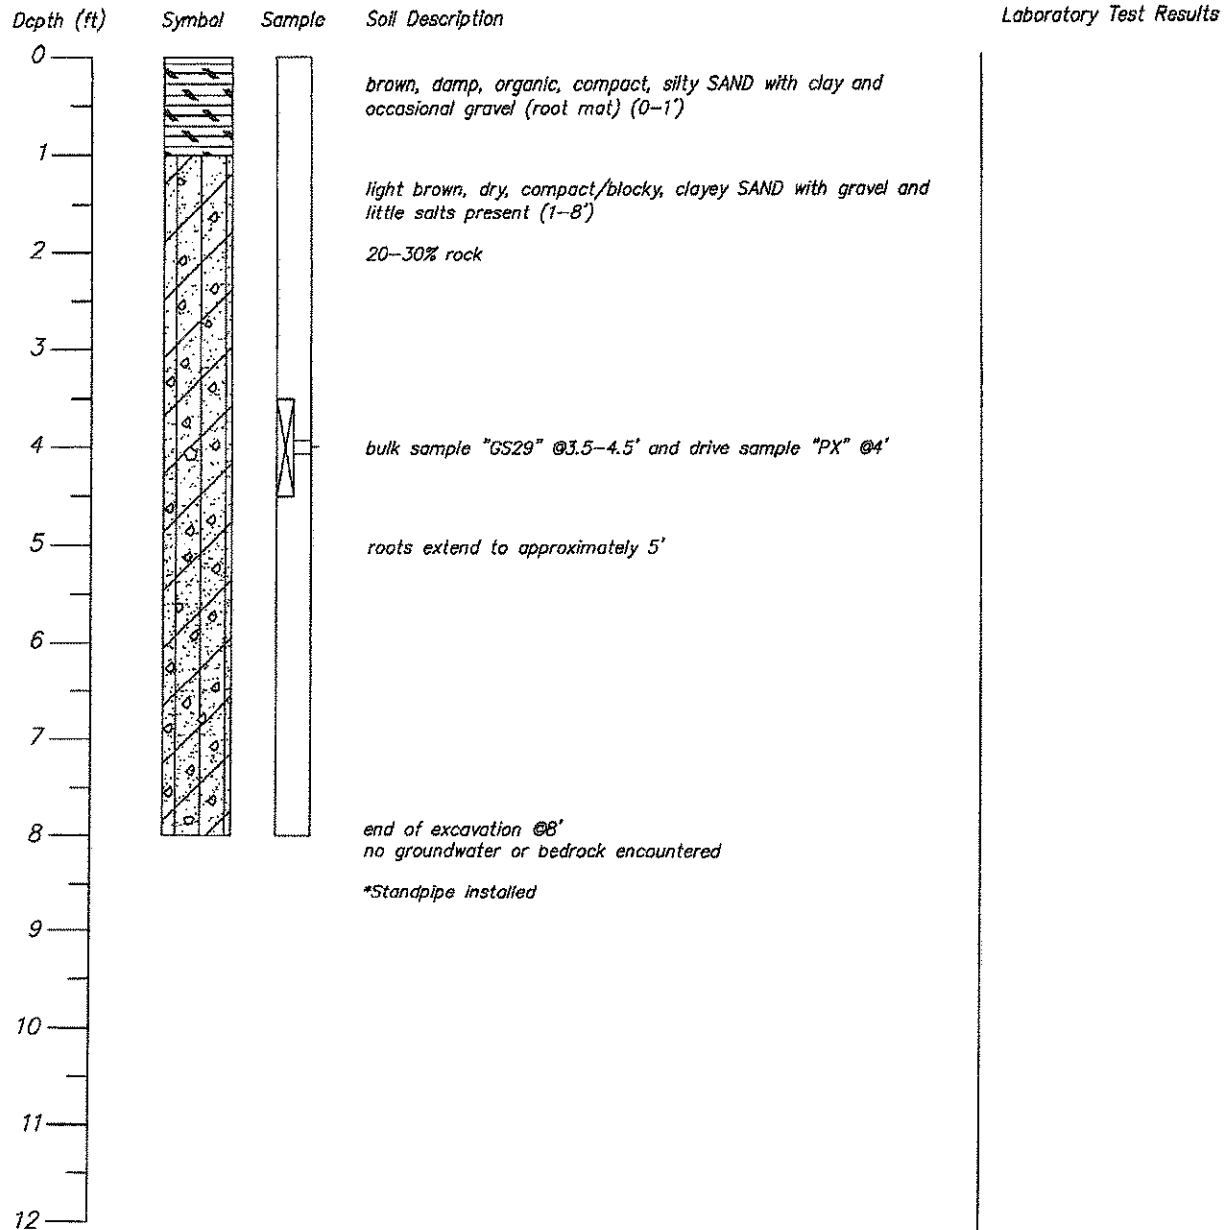 Depth (ft) Symbol Sample Soil Description Laboratory Test Results
0
brown, damp, organic, compact, silty SAND with clay and
occasional gravel (root mat) (0-1')
1
light brown, dry, compact/blocky, clayey SAND with gravel and
little salts present (1-8')
2
20-30% rock
3
4
bulk sample "GS29" @3.5-4.5' and drive sample "PX" @4'
5
roots extend to approximately 5'
6
7
8
end of excavation @8'
no groundwater or bedrock encountered
*Standpipe installed
9
10
11
12